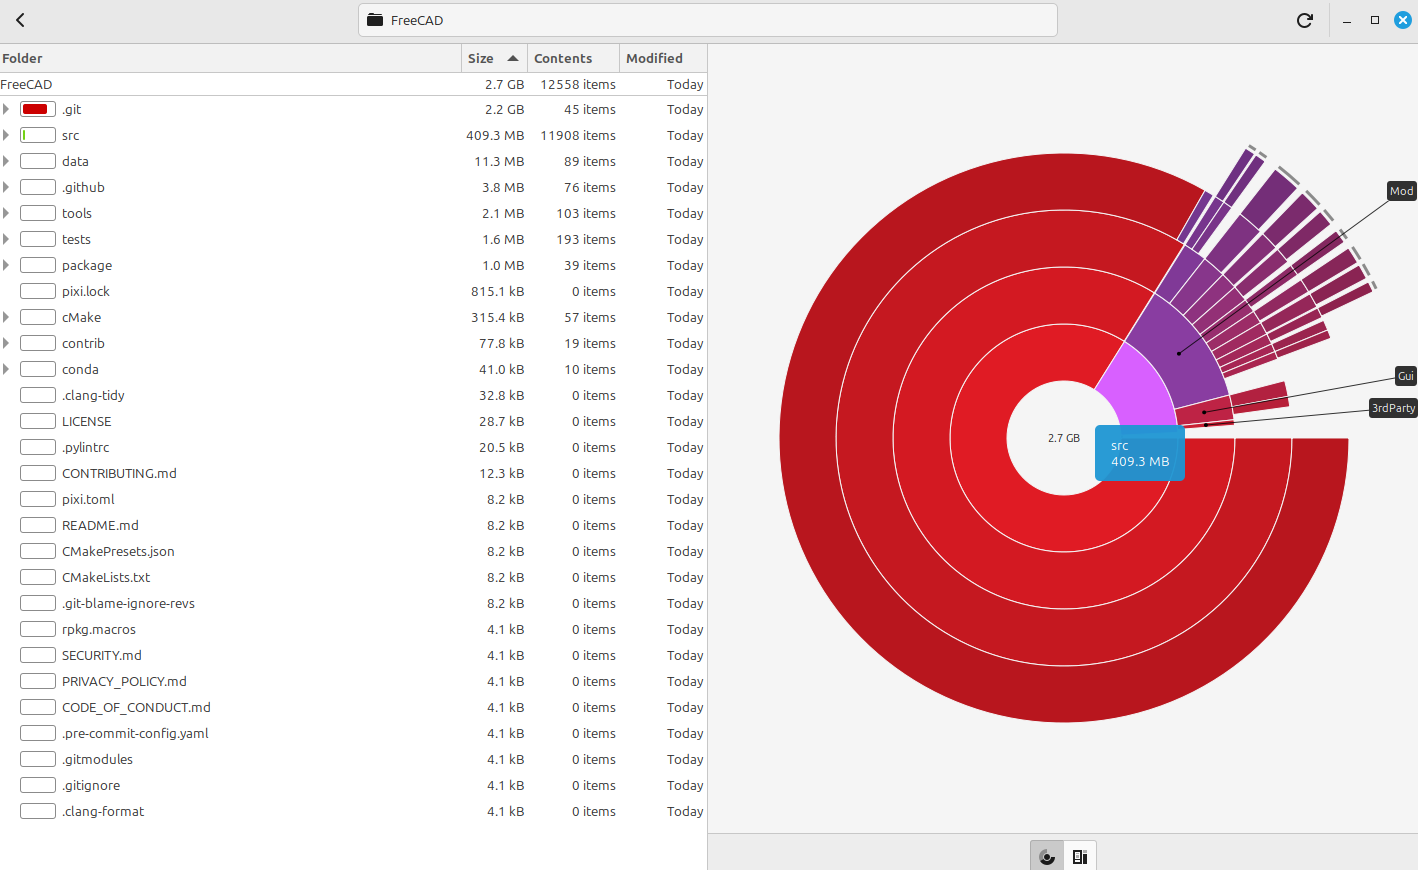 FreeCAD
Folder Size Contents Modified
FreeCAD 2.7 GB 12558 items Today
.git 2.2 GB 45 items Today
src 409.3 MB 11908 items Today
data 11.3 MB 89 items Today
.github 3.8 MB 76 items Today
tools 2.1 MB 103 items Today
tests 1.6 MB 193 items Today
package 1.0 MB 39 items Today
pixi.lock 815.1 kB 0 items Today
cMake 315.4 kB 57 items Today
contrib 77.8 kB 19 items Today
conda 41.0 kB 10 items Today
.clang-tidy 32.8 kB 0 items Today
LICENSE 28.7 kB 0 items Today
.pylintrc 20.5 kB 0 items Today
CONTRIBUTING.md 12.3 kB 0 items Today
pixi.toml 8.2 kB 0 items Today
README.md 8.2 kB 0 items Today
CMakePresets.json 8.2 kB 0 items Today
CMakeLists.txt 8.2 kB 0 items Today
.git-blame-ignore-revs 8.2 kB 0 items Today
rpkg.macros 4.1 kB 0 items Today
SECURITY.md 4.1 kB 0 items Today
PRIVACY_POLICY.md 4.1 kB 0 items Today
CODE_OF_CONDUCT.md 4.1 kB 0 items Today
.pre-commit-config.yaml 4.1 kB 0 items Today
.gitmodules 4.1 kB 0 items Today
.gitignore 4.1 kB 0 items Today
.clang-format 4.1 kB 0 items Today
Mod
Gui
3rdParty
2.7 GB
src
409.3 MB